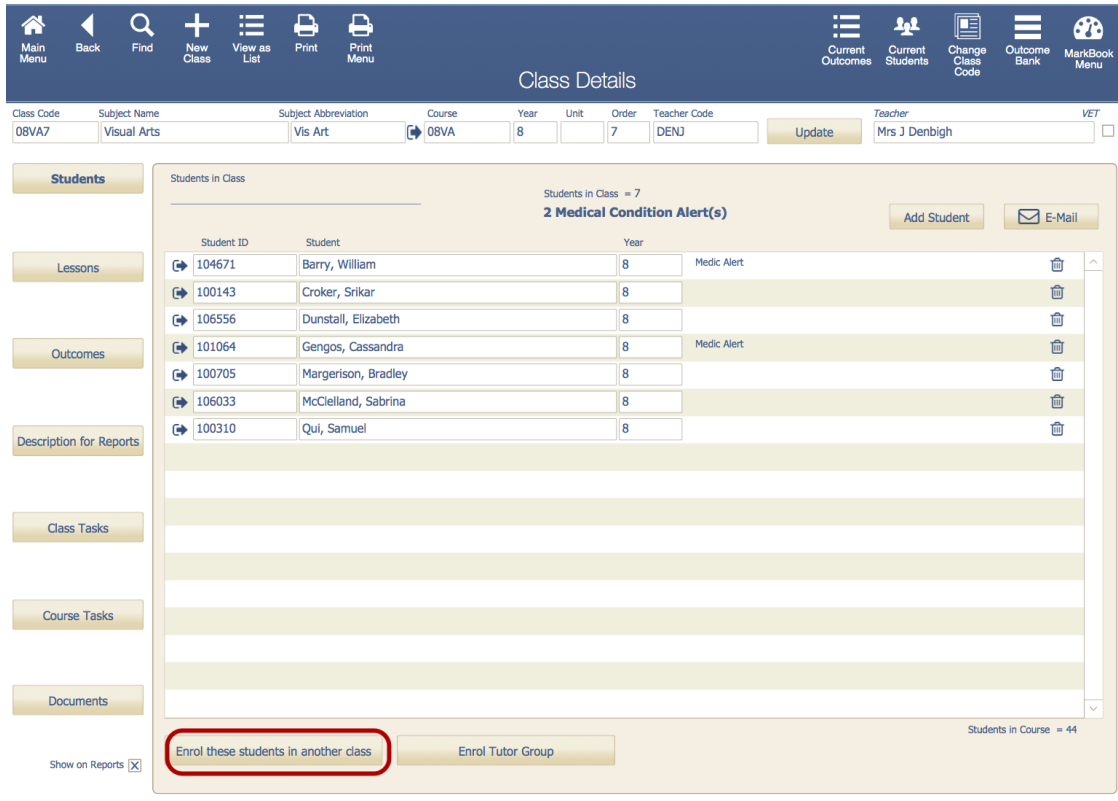 Main Menu
Back
Find
New Class
View as List
Print
Print Menu
Class Details
Current Outcomes
Current Students
Change Class Code
Outcome Bank
MarkBook Menu
Class Code Subject Name Subject Abbreviation Course Year Unit Order Teacher Code Teacher VET
08VA7 Visual Arts Vis Art 08VA 8 7 DENJ Update Mrs J Denbigh
Students
Lessons
Outcomes
Description for Reports
Class Tasks
Course Tasks
Documents
Show on Reports X
Students in Class
Students in Class = 7
2 Medical Condition Alert(s)
Add Student
E-Mail
Student ID Student Year
104671 Barry, William 8 Medic Alert
100143 Croker, Srikar 8
106556 Dunstall, Elizabeth 8
101064 Gengos, Cassandra 8 Medic Alert
100705 Margerison, Bradley 8
106033 McClelland, Sabrina 8
100310 Qui, Samuel 8
Students in Course = 44
Enrol these students in another class
Enrol Tutor Group